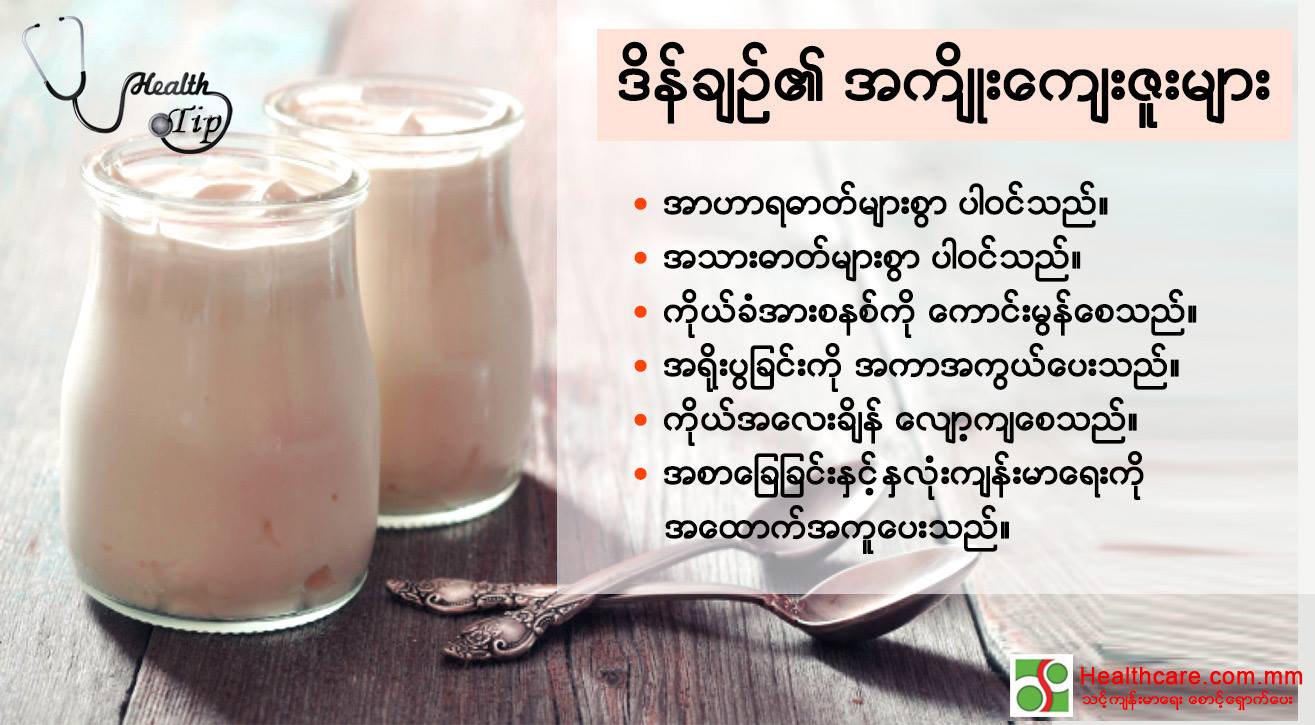 Health
Tip
ဒိန်ချဉ်၏ အကျိုးကျေးဇူးများ
• အာဟာရဓာတ်များစွာ ပါဝင်သည်။
• အသားဓာတ်များစွာ ပါဝင်သည်။
• ကိုယ်ခံအားစနစ်ကို ကောင်းမွန်စေသည်။
• အရိုးပွခြင်းကို အကာအကွယ်ပေးသည်။
• ကိုယ်အလေးချိန် လျော့ကျစေသည်။
• အစာခြေခြင်းနှင့်နှလုံးကျန်းမာရေးကို
အထောက်အကူပေးသည်။
Healthcare.com.mm
သင့်ကျန်းမာရေး စောင့်ရှောက်ပေး